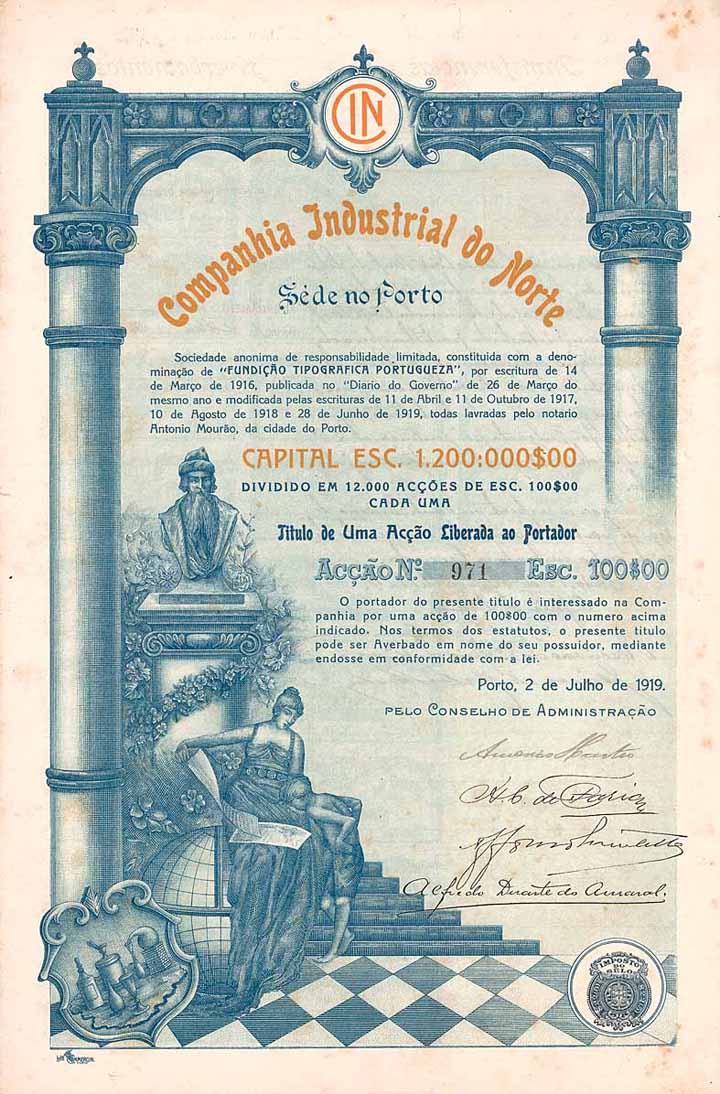 CIN
Companhia Industrial do Norte
Séde no Porto
Sociedade anonima de responsabilidade limitada, constituida com a deno-
minação de "FUNDIÇÃO TIPOGRAFICA PORTUGUEZA", por escritura de 14
de Março de 1916, publicada no "Diario do Governo" de 26 de Março do
mesmo ano e modificada pelas escrituras de 11 de Abril e 11 de Outubro de 1917,
10 de Agosto de 1918 e 28 de Junho de 1919, todas lavradas pelo notario
Antonio Mourão, da cidade do Porto.
CAPITAL ESC. 1.200:000$00
DIVIDIDO EM 12.000 ACÇÕES DE ESC. 100$00
CADA UMA
Titulo de Uma Acção Liberada ao Portador
Acção N.º 971 Esc. 100$00
O portador do presente titulo é interessado na Com-
panhia por uma acção de 100$00 com o numero acima
indicado. Nos termos dos estatutos, o presente titulo
pode ser Averbado em nome do seu possuidor, mediante
endosse em conformidade com a lei.
Porto, 2 de Julho de 1919.
PELO CONSELHO DE ADMINISTRAÇÃO
A. C. de Faria
Alfredo Duarte do Amaral.
IMPOSTO
DO
SELO